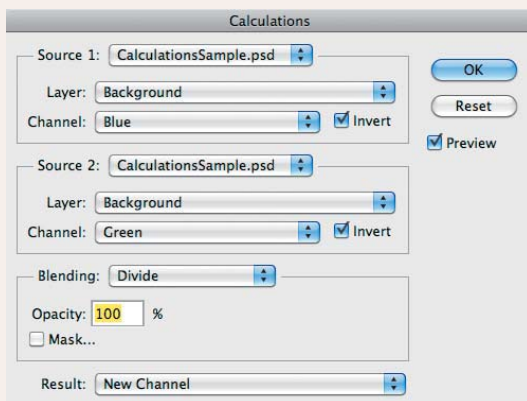 Calculations
Source 1: CalculationsSample.psd
Layer: Background
Channel: Blue Invert
Source 2: CalculationsSample.psd
Layer: Background
Channel: Green Invert
Blending: Divide
Opacity: 100 %
Mask...
Result: New Channel
OK
Reset
Preview